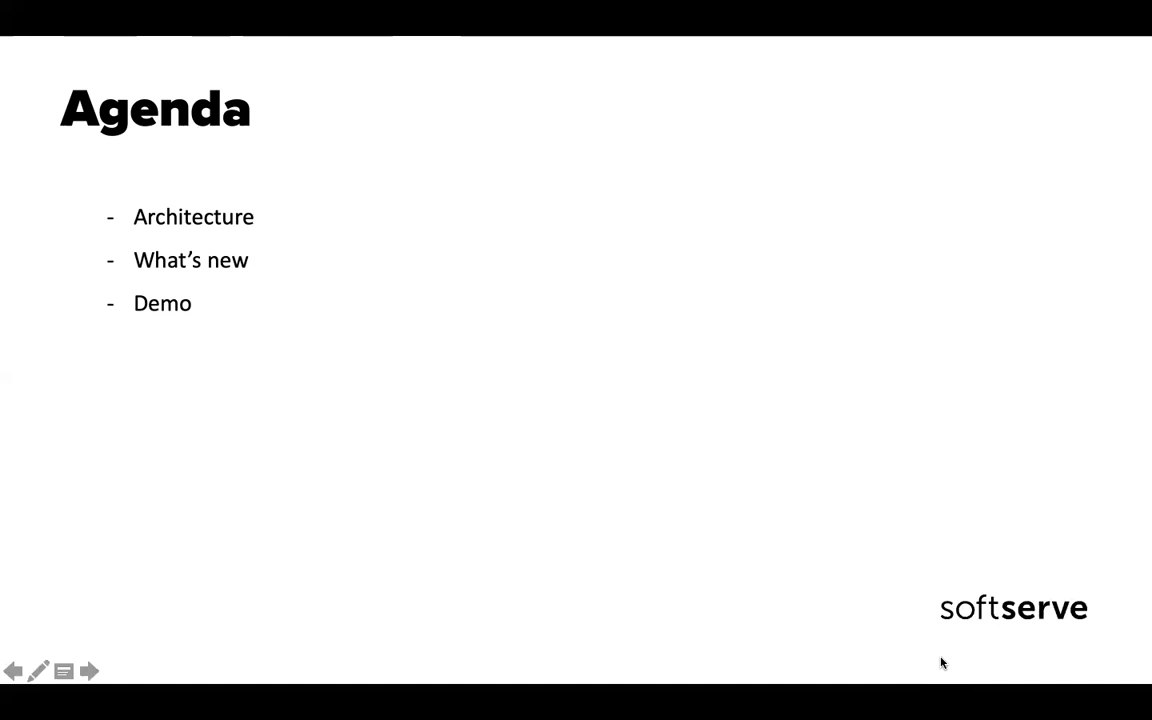 Agenda
- Architecture
- What’s new
- Demo
softserve